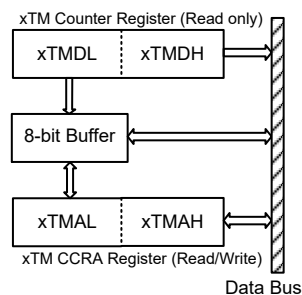 xTM Counter Register (Read only)
xTMDL xTMDH
8-bit Buffer
xTMAL xTMAH
xTM CCRA Register (Read/Write)
Data Bus